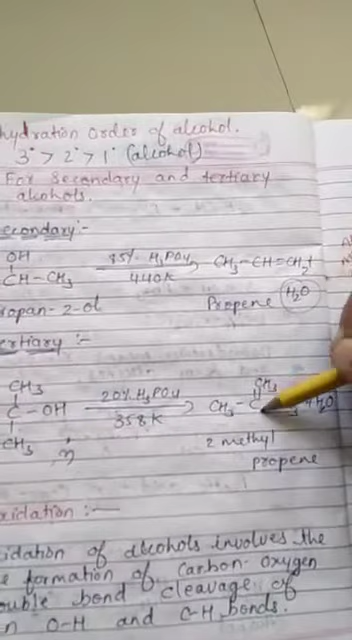 hydration Order of alcohol.
3° > 2° > 1° (alcohol)
For Secondary and tertiary
alcohols.
econdary:-
OH
CH-CH3 85% H3PO4 440K CH3-CH=CH2+
H2O
ropan-2-ol Propene
ertiary:-
CH3 CH3
C-OH 20% H3PO4 358K CH3-C +H2O
CH3
2 methyl
propene
xidation:-
idation of alcohols involves the
e formation of Carbon-Oxygen
ouble bond cleavage of
n O-H and C-H bonds.